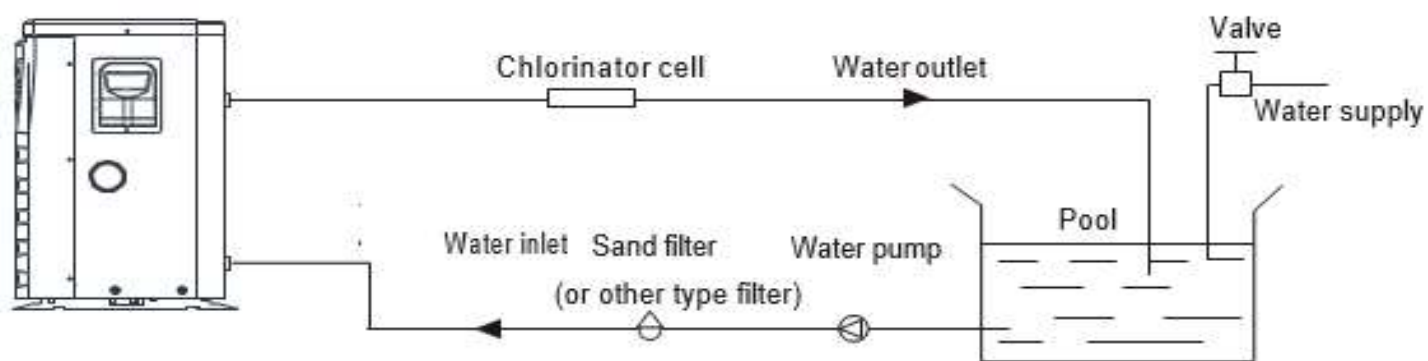 Valve
Chlorinator cell
Water outlet
Water supply
Pool
Water inlet
Sand filter
(or other type filter)
Water pump